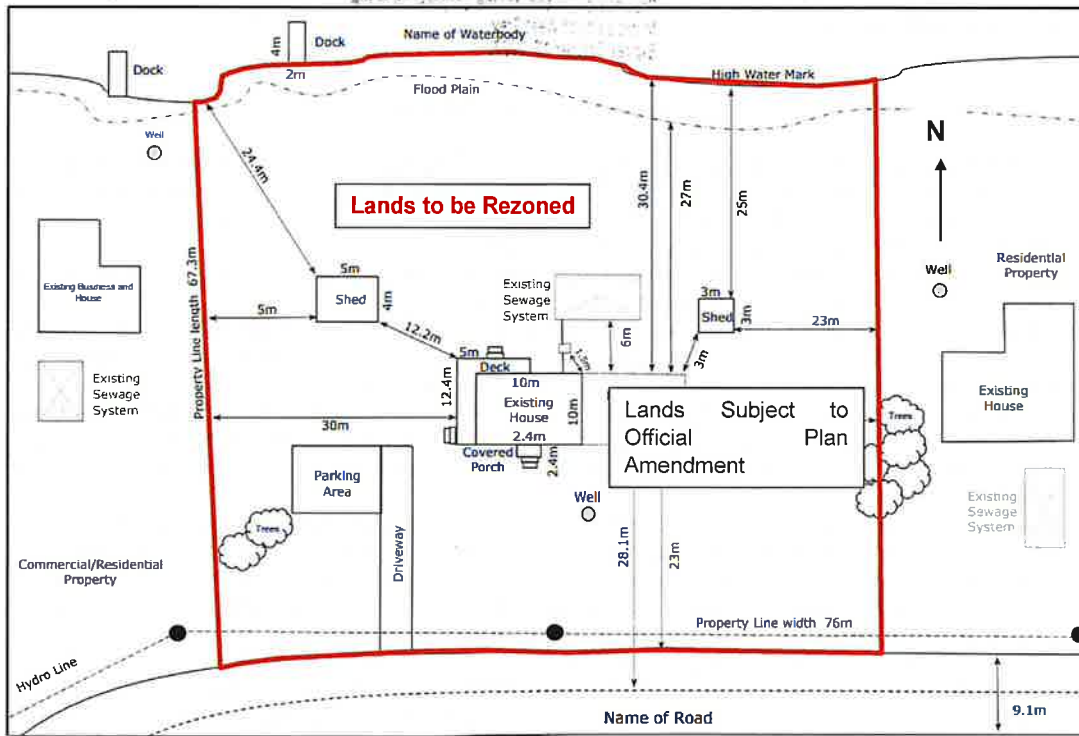 Name of Waterbody
Dock
4m
2m
Dock
High Water Mark
Flood Plain
Well
N
24.4m
30.4m
27m
25m
Lands to be Rezoned
Residential
Property
Well
Existing Business and
House
Property Line length 67.3m
5m
Shed
4m
5m
Existing
Sewage
System
3m
Shed
3m
23m
12.2m
6m
3m
1.5m
5m
Deck
12.4m
10m
Existing
House
10m
2.4m
Existing
Sewage
System
30m
Covered
Porch
2.4m
Lands Subject to
Official Plan
Amendment
Trees
Existing
House
Parking
Area
Well
Trees
Driveway
28.1m
23m
Existing
Sewage
System
Commercial/Residential
Property
Property Line width 76m
Hydro Line
Name of Road
9.1m